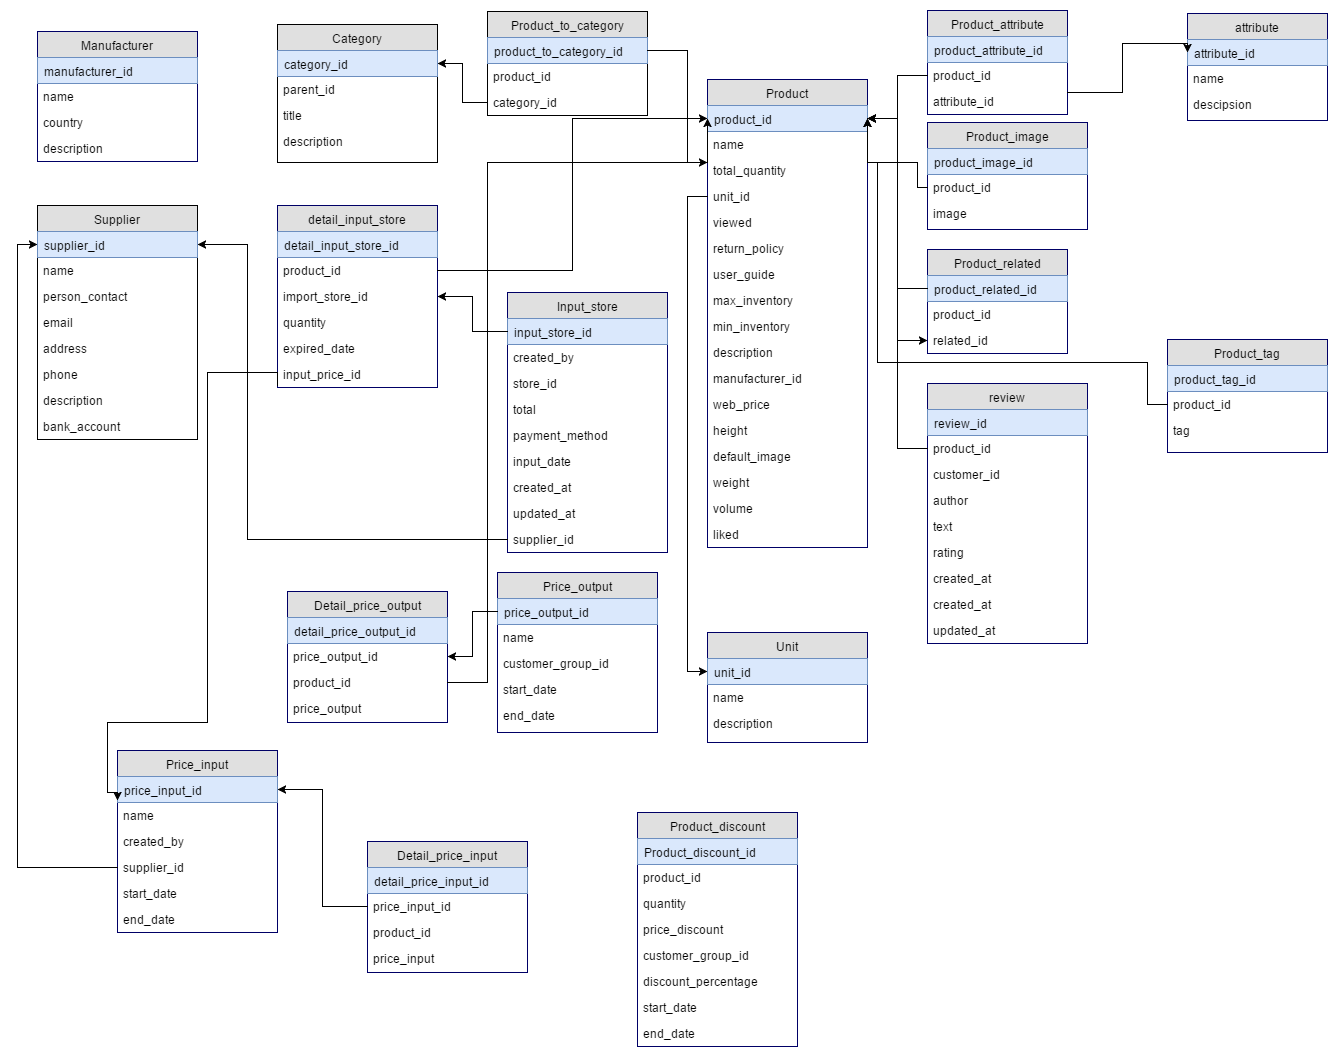 Manufacturer
manufacturer_id
name
country
description
Category
category_id
parent_id
title
description
Product_to_category
product_to_category_id
product_id
category_id
Product
product_id
name
total_quantity
unit_id
viewed
return_policy
user_guide
max_inventory
min_inventory
description
manufacturer_id
web_price
height
default_image
weight
volume
liked
Product_attribute
product_attribute_id
product_id
attribute_id
attribute
attribute_id
name
descipsion
Product_image
product_image_id
product_id
image
Supplier
supplier_id
name
person_contact
email
address
phone
description
bank_account
detail_input_store
detail_input_store_id
product_id
import_store_id
quantity
expired_date
input_price_id
Input_store
input_store_id
created_by
store_id
total
payment_method
input_date
created_at
updated_at
supplier_id
Product_related
product_related_id
product_id
related_id
Product_tag
product_tag_id
product_id
tag
review
review_id
product_id
customer_id
author
text
rating
created_at
created_at
updated_at
Detail_price_output
detail_price_output_id
price_output_id
product_id
price_output
Price_output
price_output_id
name
customer_group_id
start_date
end_date
Unit
unit_id
name
description
Price_input
price_input_id
name
created_by
supplier_id
start_date
end_date
Detail_price_input
detail_price_input_id
price_input_id
product_id
price_input
Product_discount
Product_discount_id
product_id
quantity
price_discount
customer_group_id
discount_percentage
start_date
end_date